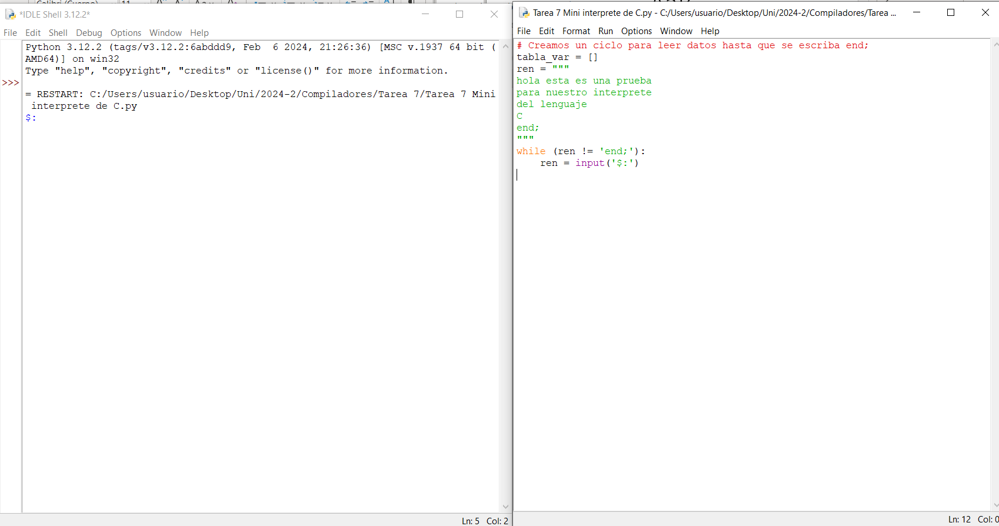 Calibri (Cuerpo)
11
*IDLE Shell 3.12.2*
File Edit Shell Debug Options Window Help
Python 3.12.2 (tags/v3.12.2:6abddd9, Feb  6 2024, 21:26:36) [MSC v.1937 64 bit (
AMD64)] on win32
Type "help", "copyright", "credits" or "license()" for more information.
>>>
= RESTART: C:/Users/usuario/Desktop/Uni/2024-2/Compiladores/Tarea 7/Tarea 7 Mini
 interprete de C.py
$:
Ln: 5 Col: 2
Tarea 7 Mini interprete de C.py - C:/Users/usuario/Desktop/Uni/2024-2/Compiladores/Tarea ...
File Edit Format Run Options Window Help
# Creamos un ciclo para leer datos hasta que se escriba end;
tabla_var = []
ren = """
hola esta es una prueba
para nuestro interprete
del lenguaje
C
end;
"""
while (ren != 'end;'):
    ren = input('$:')
Ln: 12 Col: 0